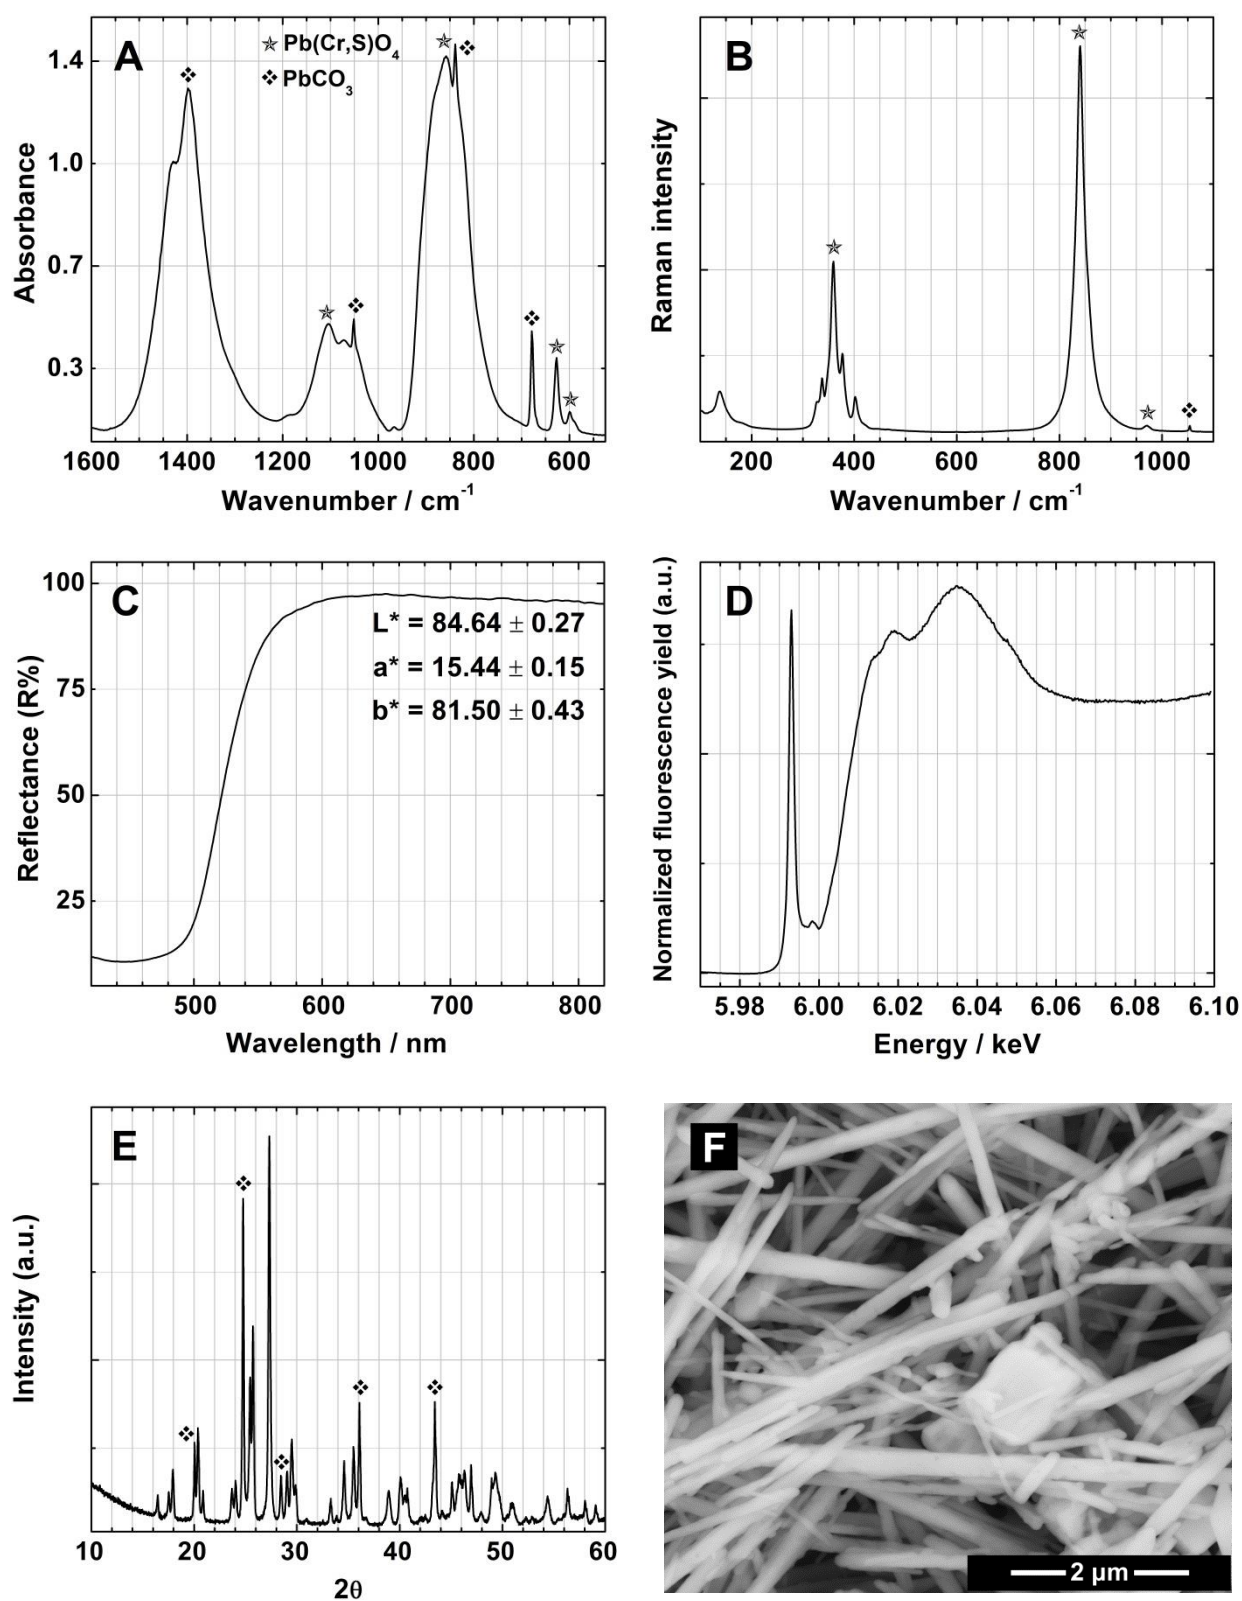 A
✯ Pb(Cr,S)O₄
❖ PbCO₃
1.4
1.0
0.7
0.3
Absorbance
1600 1400 1200 1000 800 600
Wavenumber / cm⁻¹
B
Raman intensity
200 400 600 800 1000
Wavenumber / cm⁻¹
C
L* = 84.64 ± 0.27
a* = 15.44 ± 0.15
b* = 81.50 ± 0.43
100
75
50
25
Reflectance (R%)
500 600 700 800
Wavelength / nm
D
Normalized fluorescence yield (a.u.)
5.98 6.00 6.02 6.04 6.06 6.08 6.10
Energy / keV
E
Intensity (a.u.)
10 20 30 40 50 60
2θ
F
2 µm